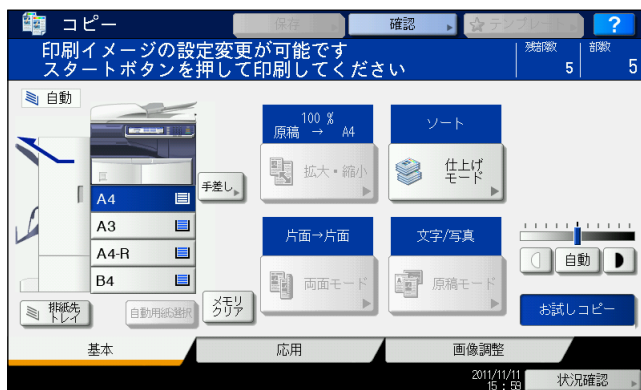 コピー
保存
確認
テンプレート
?
印刷イメージの設定変更が可能です
スタートボタンを押して印刷してください
残部数
部数
5
5
自動
100 %
原稿 → A4
ソート
拡大・縮小
仕上げ
モード
手差し
A4
A3
A4-R
B4
片面→片面
文字/写真
両面モード
原稿モード
自動
排紙先
トレイ
自動用紙選択
メモリ
クリア
お試しコピー
基本
応用
画像調整
2011/11/11
15 : 59
状況確認